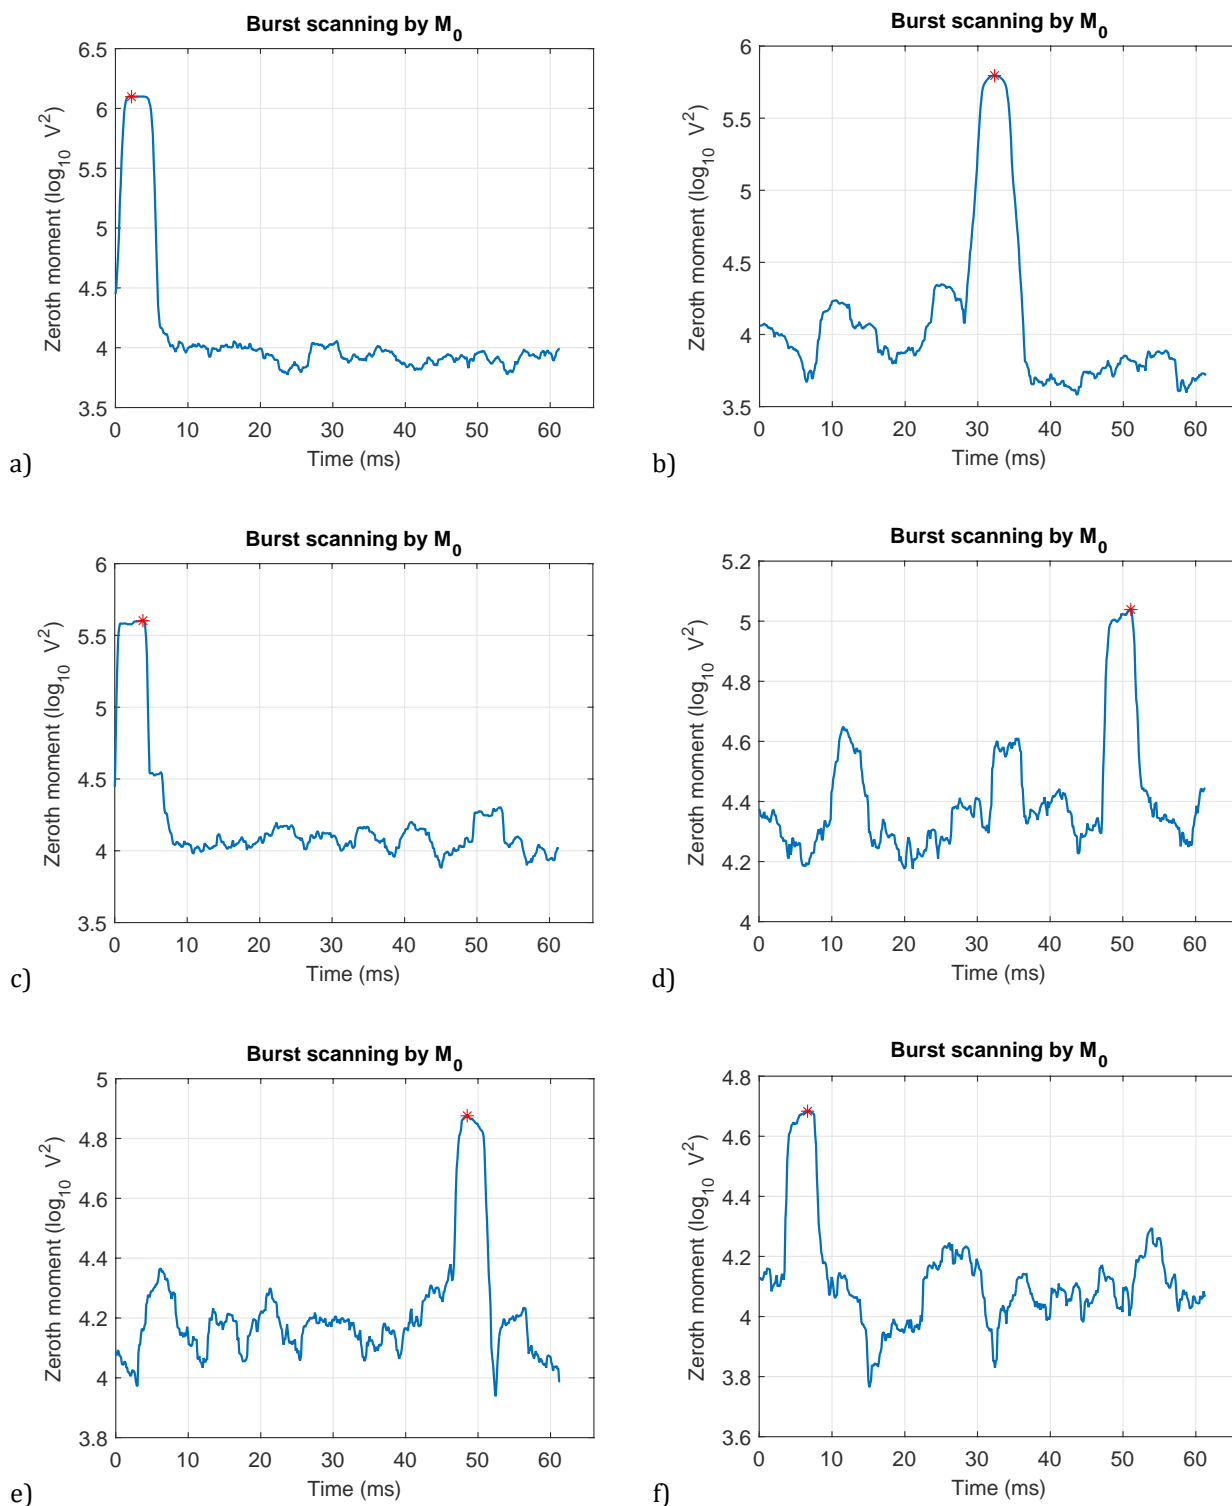 Burst scanning by M0
6.5
6
5.5
5
4.5
4
3.5
Zeroth moment (log10 V2)
0 10 20 30 40 50 60
Time (ms)
a)
Burst scanning by M0
6
5.5
5
4.5
4
3.5
Zeroth moment (log10 V2)
0 10 20 30 40 50 60
Time (ms)
b)
Burst scanning by M0
6
5.5
5
4.5
4
3.5
Zeroth moment (log10 V2)
0 10 20 30 40 50 60
Time (ms)
c)
Burst scanning by M0
5.2
5
4.8
4.6
4.4
4.2
4
Zeroth moment (log10 V2)
0 10 20 30 40 50 60
Time (ms)
d)
Burst scanning by M0
5
4.8
4.6
4.4
4.2
4
3.8
Zeroth moment (log10 V2)
0 10 20 30 40 50 60
Time (ms)
e)
Burst scanning by M0
4.8
4.6
4.4
4.2
4
3.8
3.6
Zeroth moment (log10 V2)
0 10 20 30 40 50 60
Time (ms)
f)